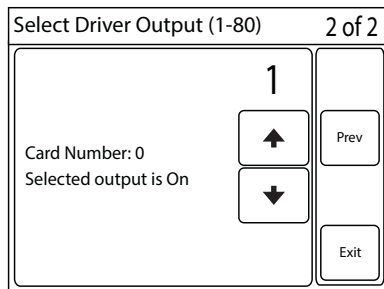 Select Driver Output (1-80) 2 of 2
1
Prev
Card Number: 0
Selected output is On
Exit